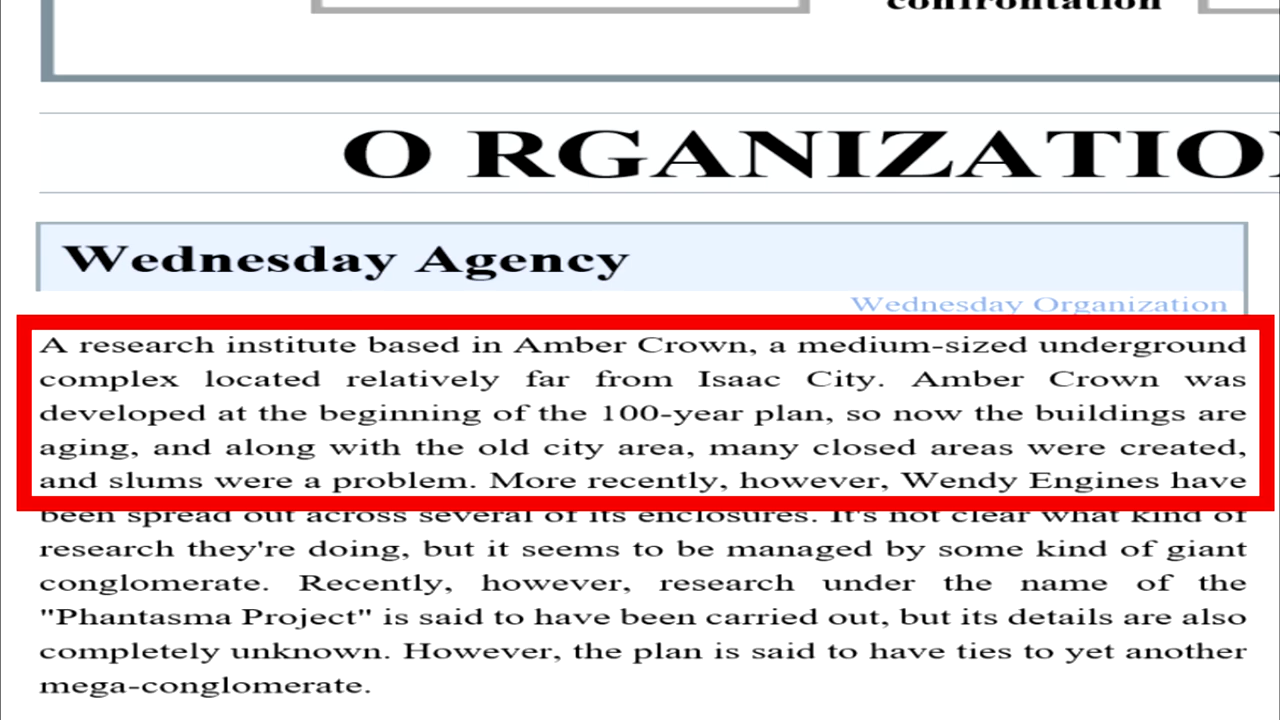 confrontation
O RGANIZATIO
Wednesday Agency
Wednesday Organization
A research institute based in Amber Crown, a medium-sized underground
complex located relatively far from Isaac City. Amber Crown was
developed at the beginning of the 100-year plan, so now the buildings are
aging, and along with the old city area, many closed areas were created,
and slums were a problem. More recently, however, Wendy Engines have
been spread out across several of its enclosures. It's not clear what kind of
research they're doing, but it seems to be managed by some kind of giant
conglomerate. Recently, however, research under the name of the
"Phantasma Project" is said to have been carried out, but its details are also
completely unknown. However, the plan is said to have ties to yet another
mega-conglomerate.